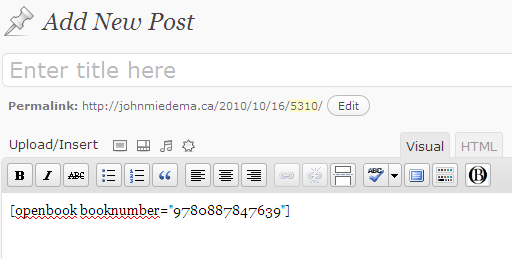 Add New Post
Enter title here
Permalink: http://johnmiedema.ca/2010/10/16/5310/ Edit
Upload/Insert Visual HTML
B I ABC “ ABC B
[openbook booknumber="9780887847639"]